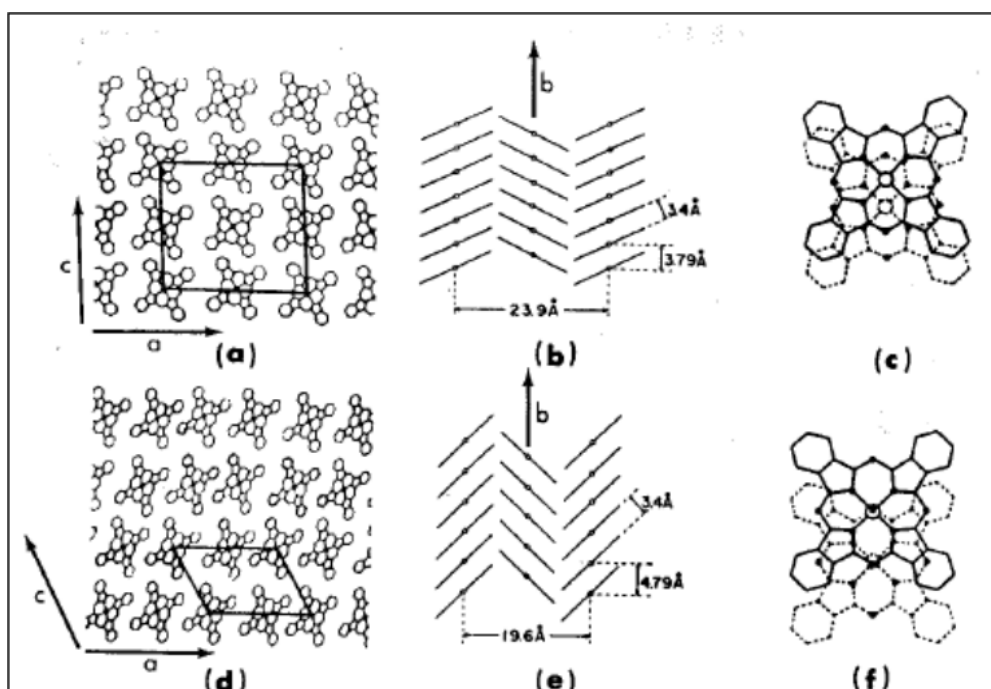 b
3.4Å
3.79Å
c
23.9Å
a
(a)
(b)
(c)
b
3.4Å
c
4.79Å
19.6Å
a
(d)
(e)
(f)